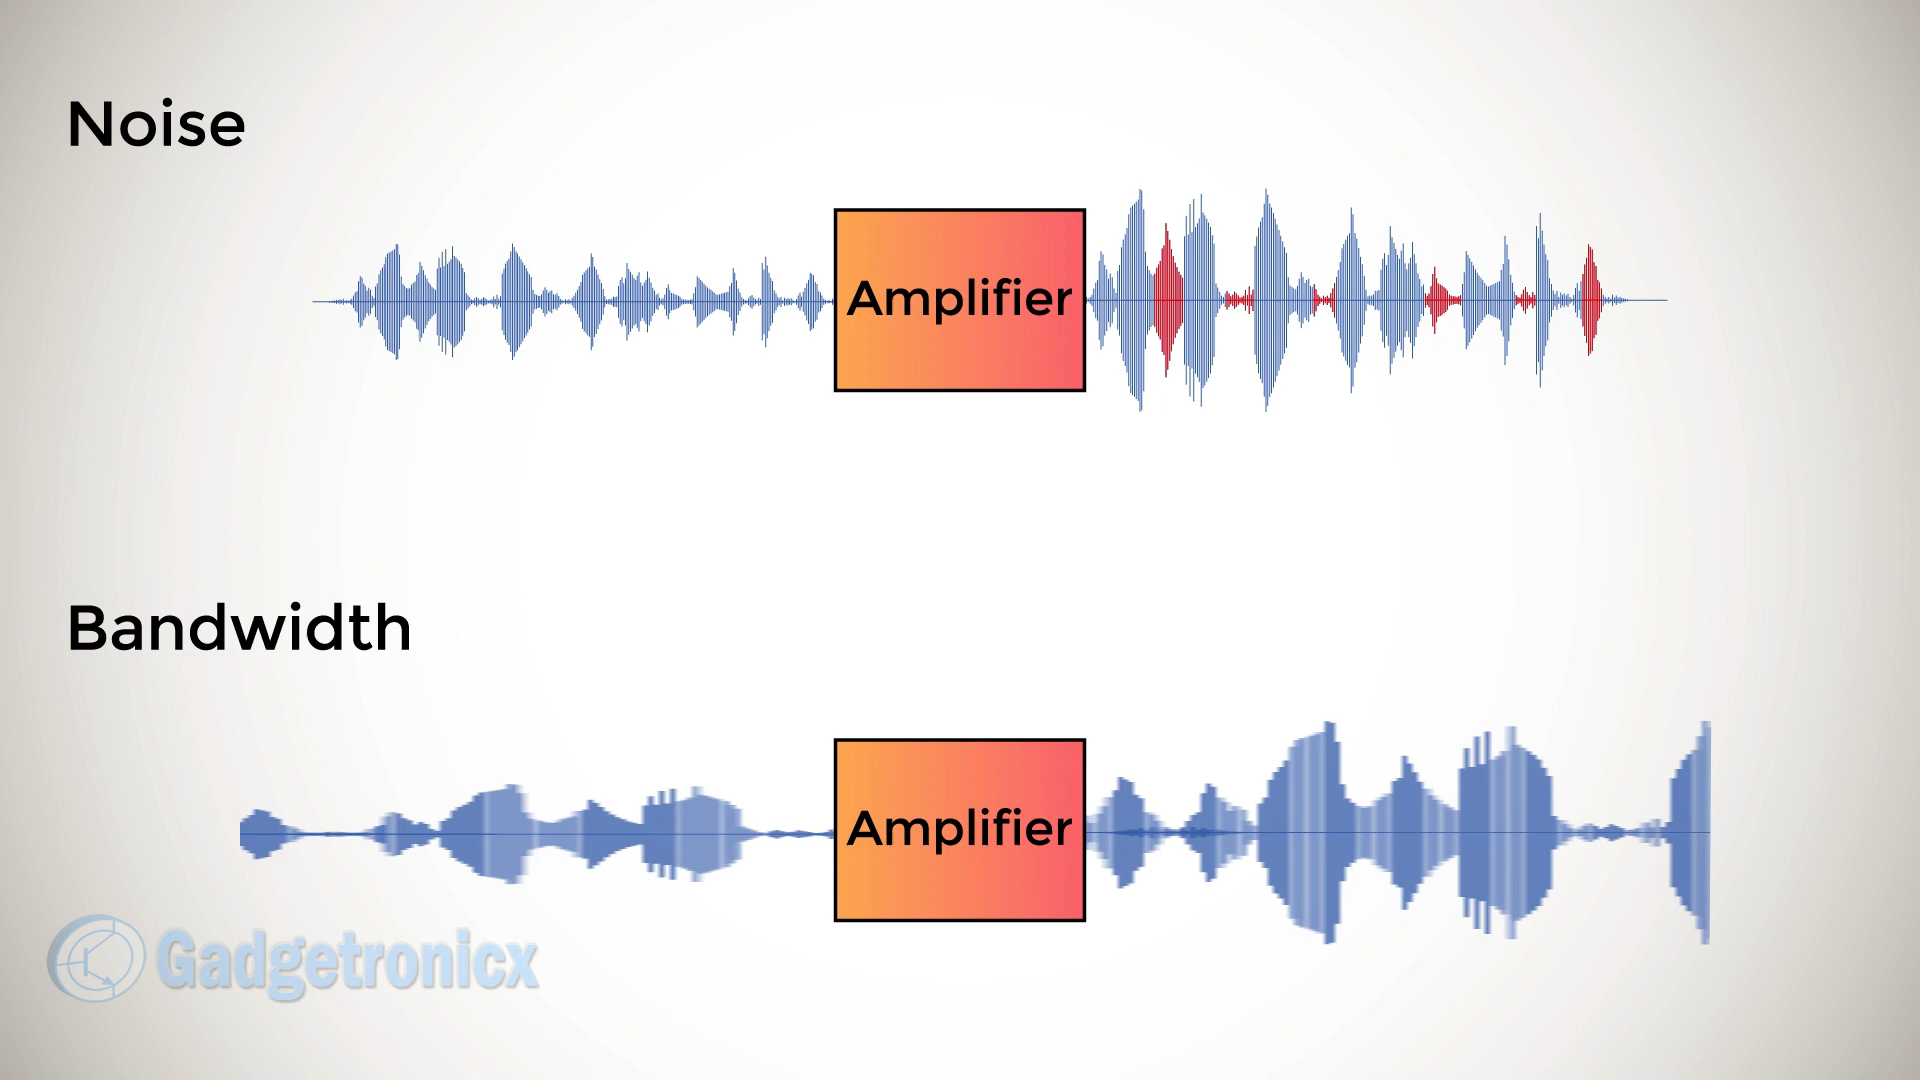 Noise
Amplifier
Bandwidth
Amplifier
Gadgetronicx